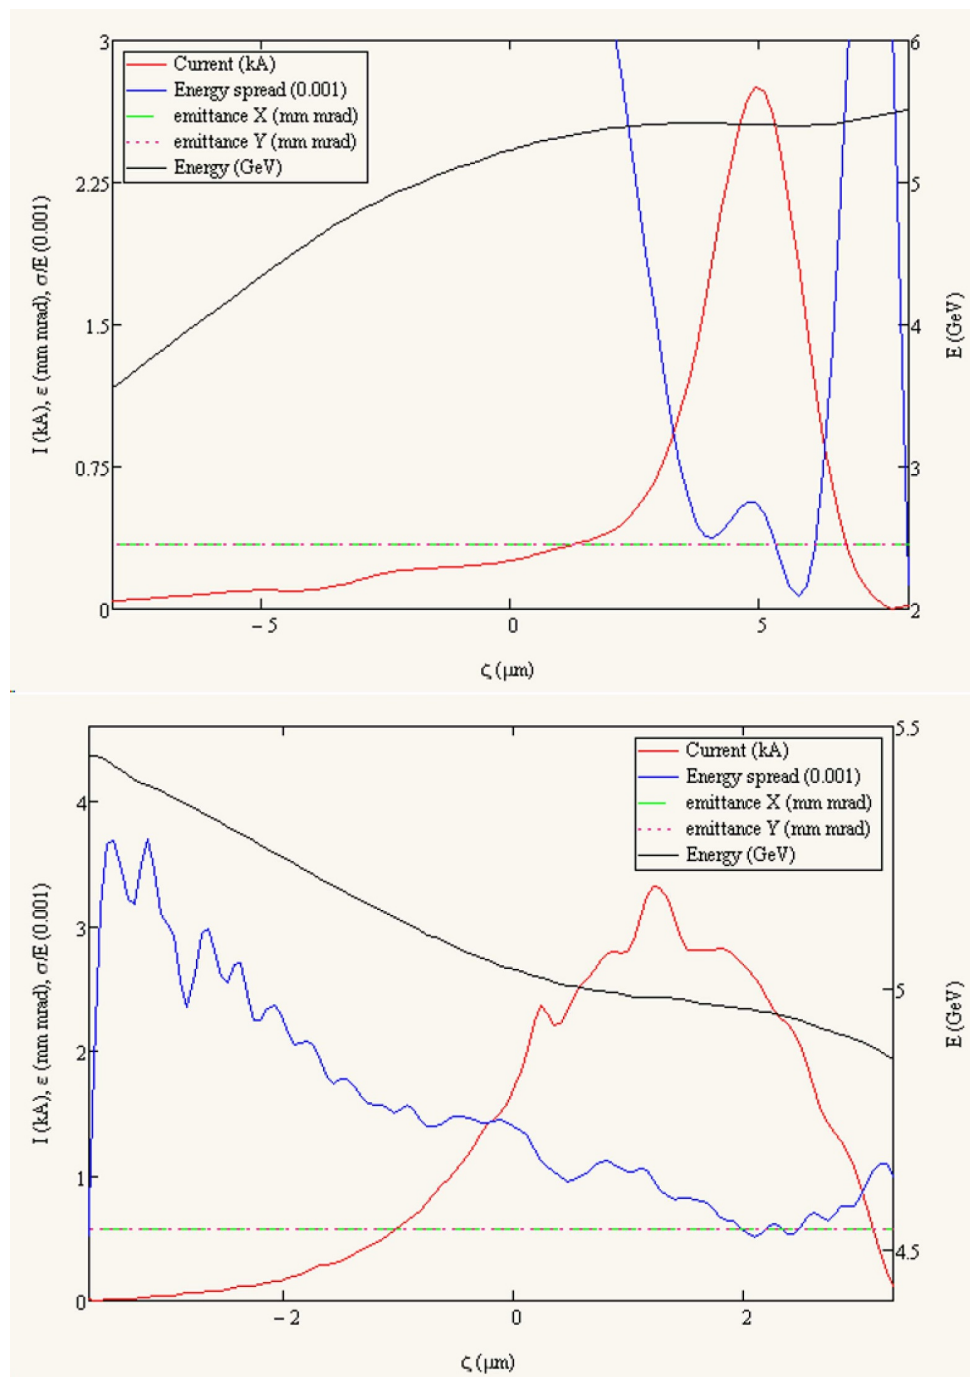 3
6
Current (kA)
Energy spread (0.001)
emittance X (mm mrad)
emittance Y (mm mrad)
Energy (GeV)
2.25
5
I (kA), ε (mm mrad), σ/E (0.001)
1.5
4
E (GeV)
0.75
3
0
2
− 5
0
5
ς (μm)
5.5
Current (kA)
Energy spread (0.001)
emittance X (mm mrad)
emittance Y (mm mrad)
Energy (GeV)
4
3
I (kA), ε (mm mrad), σ/E (0.001)
5
E (GeV)
2
1
4.5
0
− 2
0
2
ς (μm)